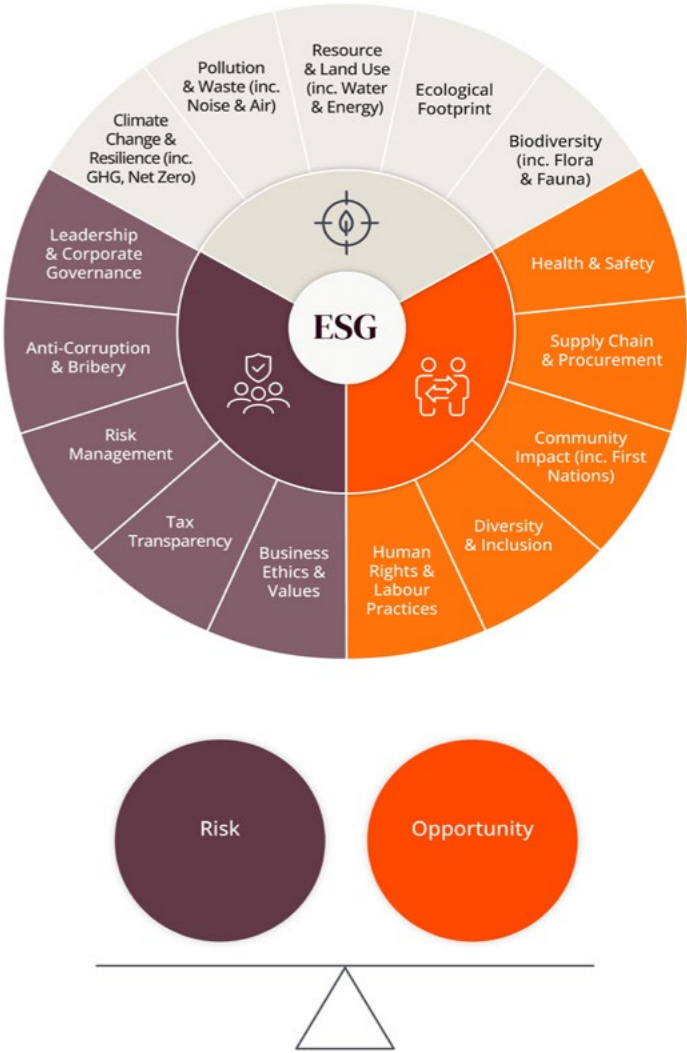 Climate
Change &
Resilience (inc.
GHG, Net Zero)
Pollution
& Waste (inc.
Noise & Air)
Resource
& Land Use
(inc. Water
& Energy)
Ecological
Footprint
Biodiversity
(inc. Flora
& Fauna)
Health & Safety
Supply Chain
& Procurement
Community
Impact (inc. First
Nations)
Diversity
& Inclusion
Human
Rights &
Labour
Practices
Business
Ethics &
Values
Tax
Transparency
Risk
Management
Anti-Corruption
& Bribery
Leadership
& Corporate
Governance
ESG
Risk
Opportunity